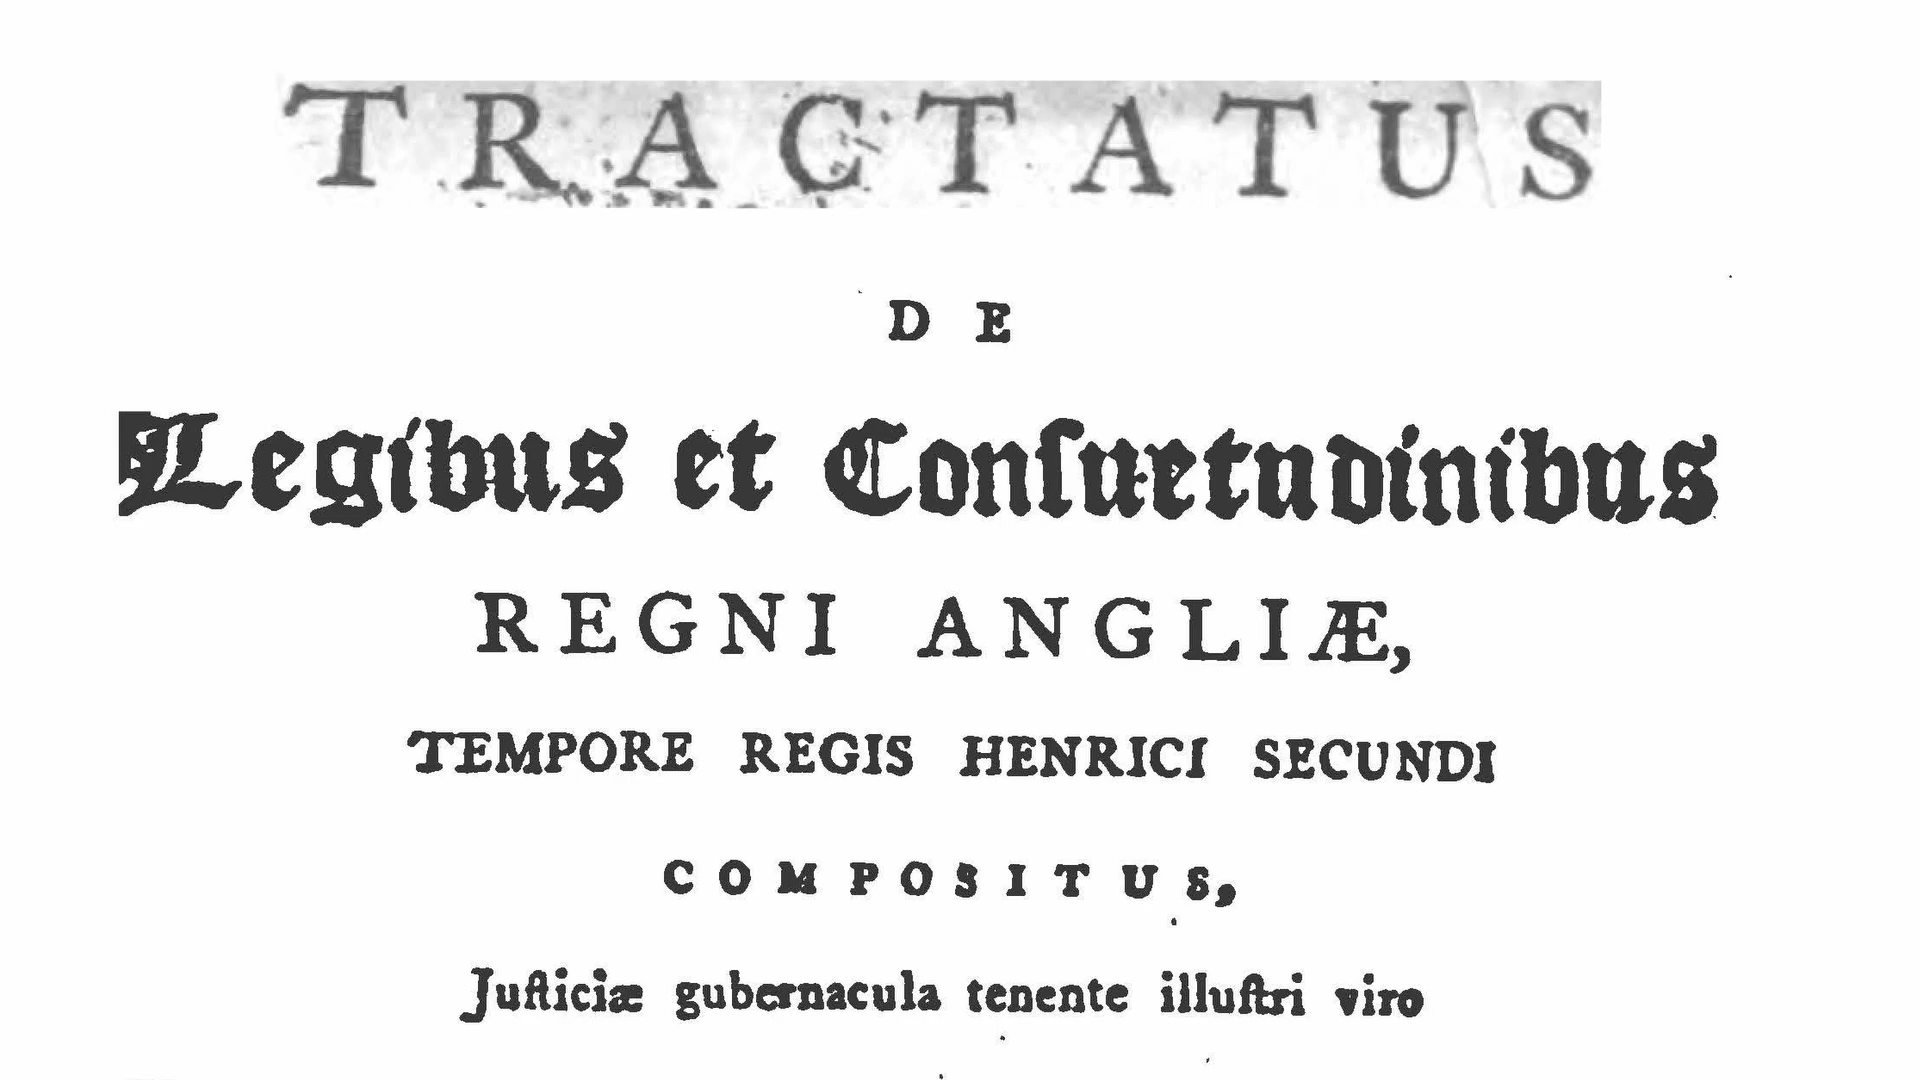 TRACTATUS
DE
Legibus et Conſuetudinibus
REGNI ANGLIÆ,
TEMPORE REGIS HENRICI SECUNDI
COMPOSITUS,
Juſticiæ gubernacula tenente illuſtri viro